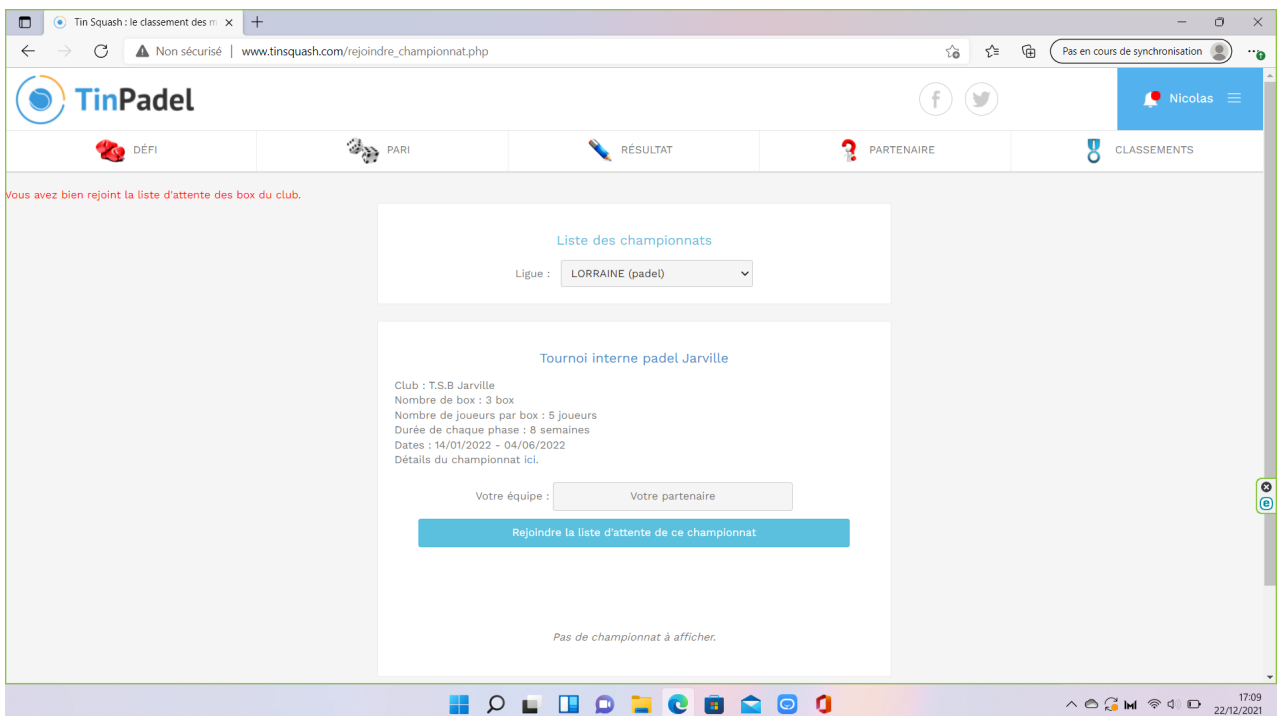 Tin Squash : le classement des m
Non sécurisé | www.tinsquash.com/rejoindre_championnat.php
Pas en cours de synchronisation
TinPadel
Nicolas
DÉFI
PARI
RÉSULTAT
PARTENAIRE
CLASSEMENTS
Vous avez bien rejoint la liste d'attente des box du club.
Liste des championnats
Ligue : LORRAINE (padel)
Tournoi interne padel Jarville
Club : T.S.B Jarville
Nombre de box : 3 box
Nombre de joueurs par box : 5 joueurs
Durée de chaque phase : 8 semaines
Dates : 14/01/2022 - 04/06/2022
Détails du championnat ici.
Votre équipe : Votre partenaire
Rejoindre la liste d'attente de ce championnat
Pas de championnat à afficher.
17:09
22/12/2021